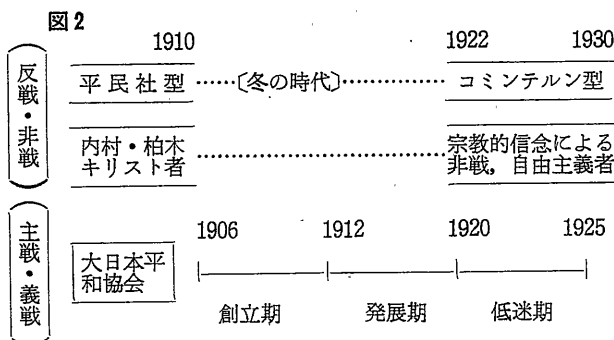 図2
1910 1922 1930
反戦・非戦
平民社型 ……〔冬の時代〕…………… コミンテルン型
内村・柏木
キリスト者 ………………………… 宗教的信念による
非戦,自由主義者
主戦・義戦
1906 1912 1920 1925
大日本平
和協会
創立期 発展期 低迷期